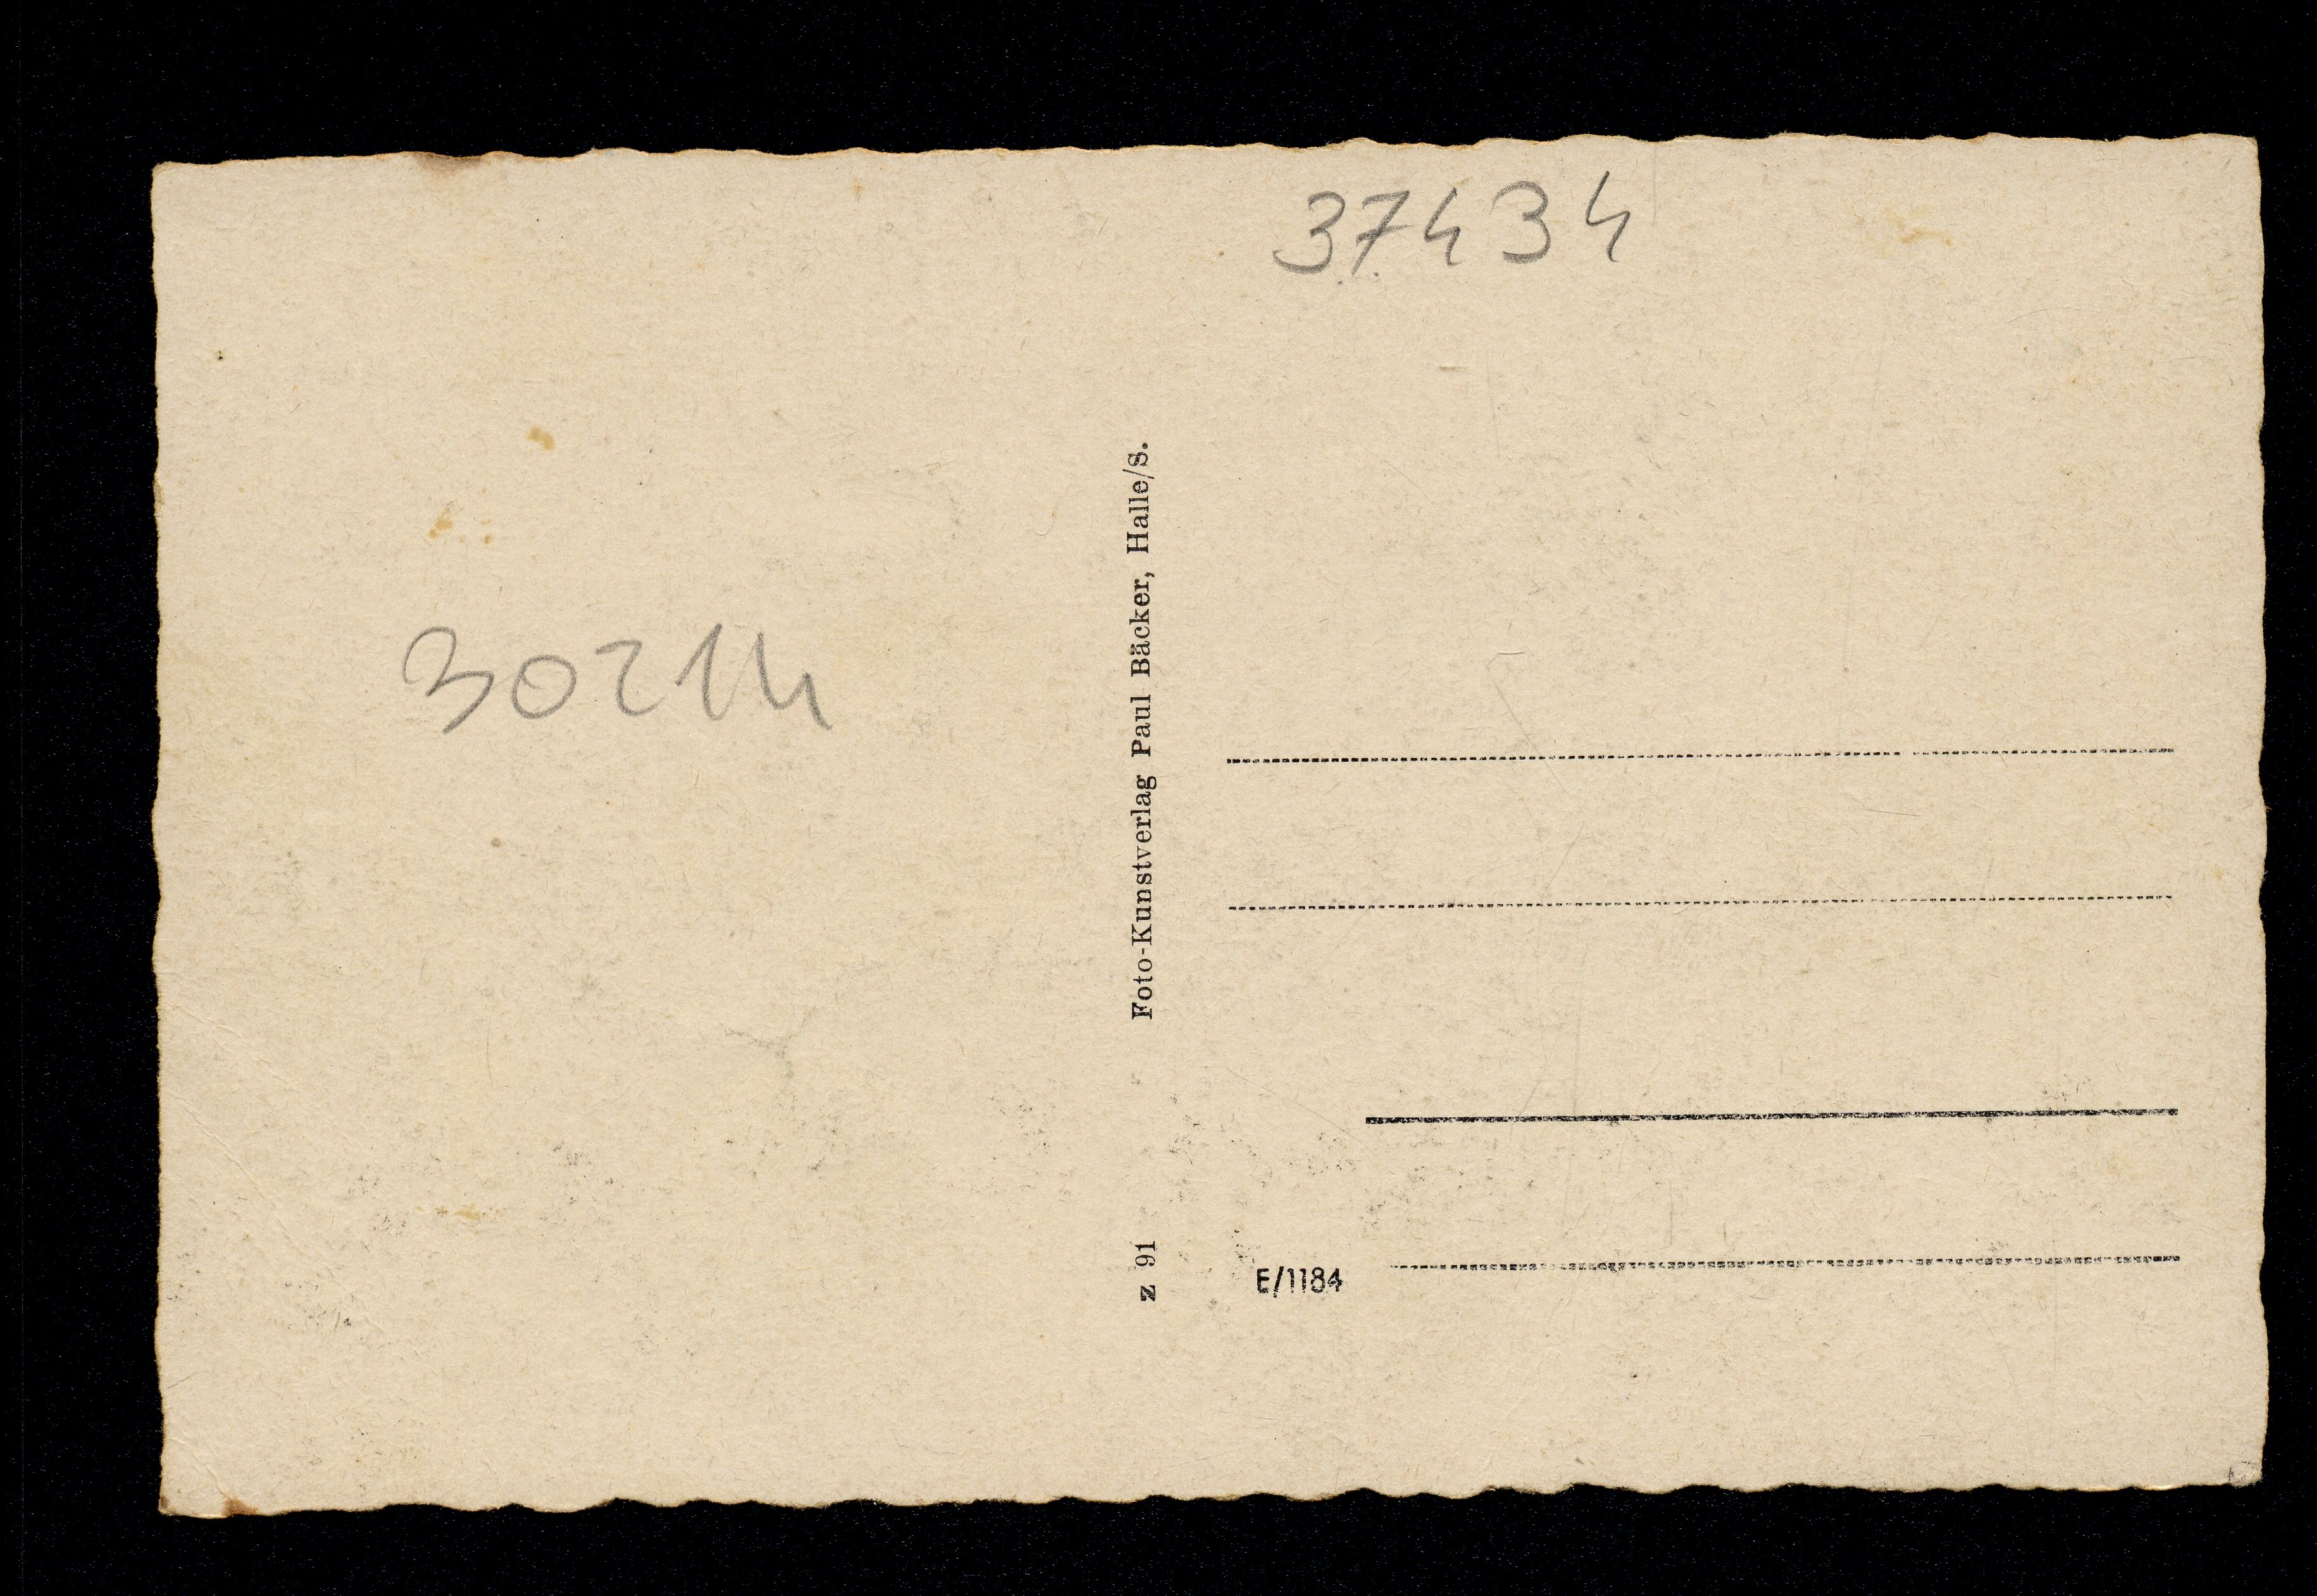 37434
30214
Foto-Kunstverlag Paul Bäcker, Halle/S.
z 91
E/1184